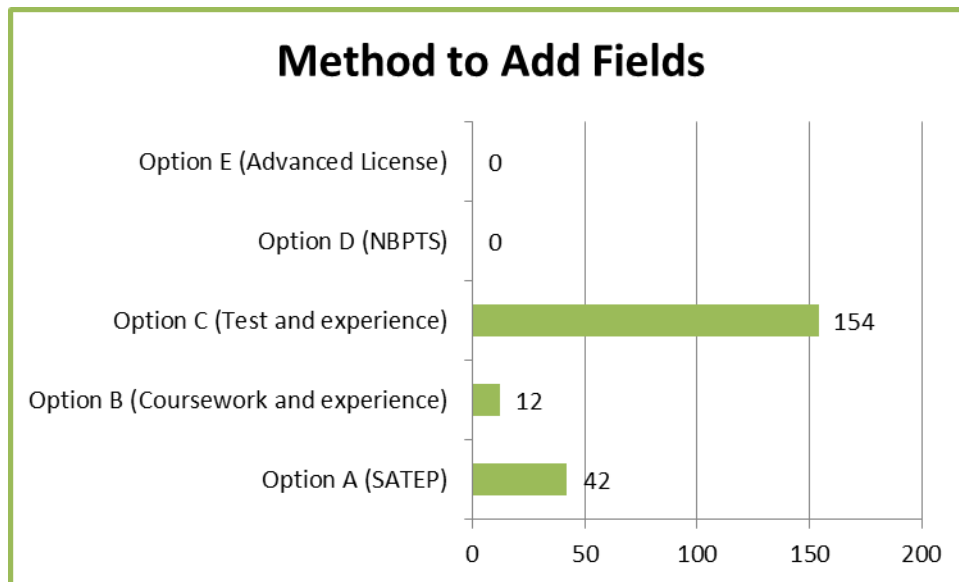 Method to Add Fields
Option E (Advanced License)
0
Option D (NBPTS)
0
Option C (Test and experience)
154
Option B (Coursework and experience)
12
Option A (SATEP)
42
0 50 100 150 200